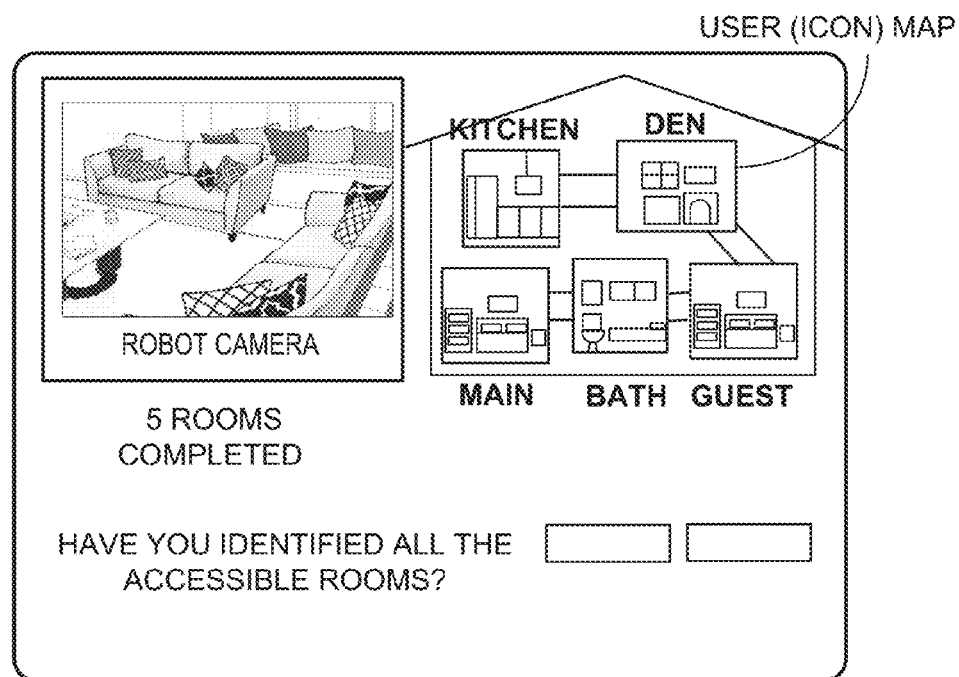 USER (ICON) MAP
KITCHEN
DEN
ROBOT CAMERA
MAIN
BATH
GUEST
5 ROOMS
COMPLETED
HAVE YOU IDENTIFIED ALL THE
ACCESSIBLE ROOMS?